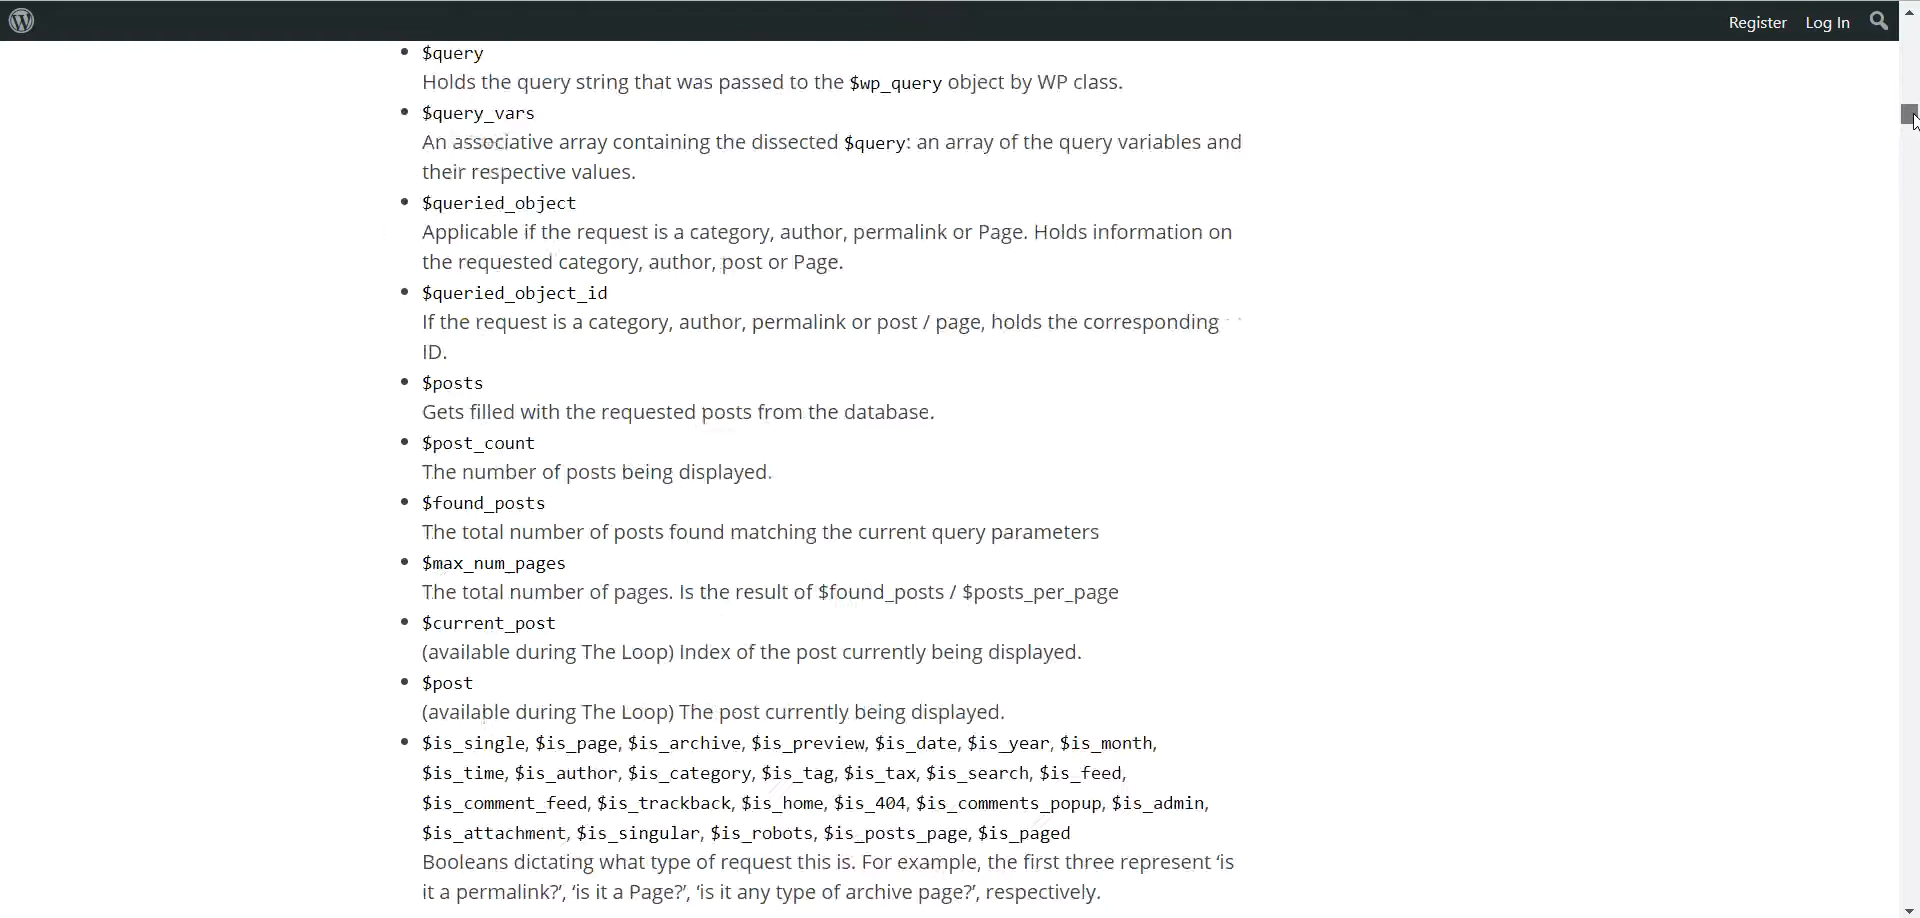 Register Log In
$query
Holds the query string that was passed to the $wp_query object by WP class.
$query_vars
An associative array containing the dissected $query: an array of the query variables and
their respective values.
$queried_object
Applicable if the request is a category, author, permalink or Page. Holds information on
the requested category, author, post or Page.
$queried_object_id
If the request is a category, author, permalink or post / page, holds the corresponding
ID.
$posts
Gets filled with the requested posts from the database.
$post_count
The number of posts being displayed.
$found_posts
The total number of posts found matching the current query parameters
$max_num_pages
The total number of pages. Is the result of $found_posts / $posts_per_page
$current_post
(available during The Loop) Index of the post currently being displayed.
$post
(available during The Loop) The post currently being displayed.
$is_single, $is_page, $is_archive, $is_preview, $is_date, $is_year, $is_month,
$is_time, $is_author, $is_category, $is_tag, $is_tax, $is_search, $is_feed,
$is_comment_feed, $is_trackback, $is_home, $is_404, $is_comments_popup, $is_admin,
$is_attachment, $is_singular, $is_robots, $is_posts_page, $is_paged
Booleans dictating what type of request this is. For example, the first three represent ‘is
it a permalink?’, ‘is it a Page?’, ‘is it any type of archive page?’, respectively.